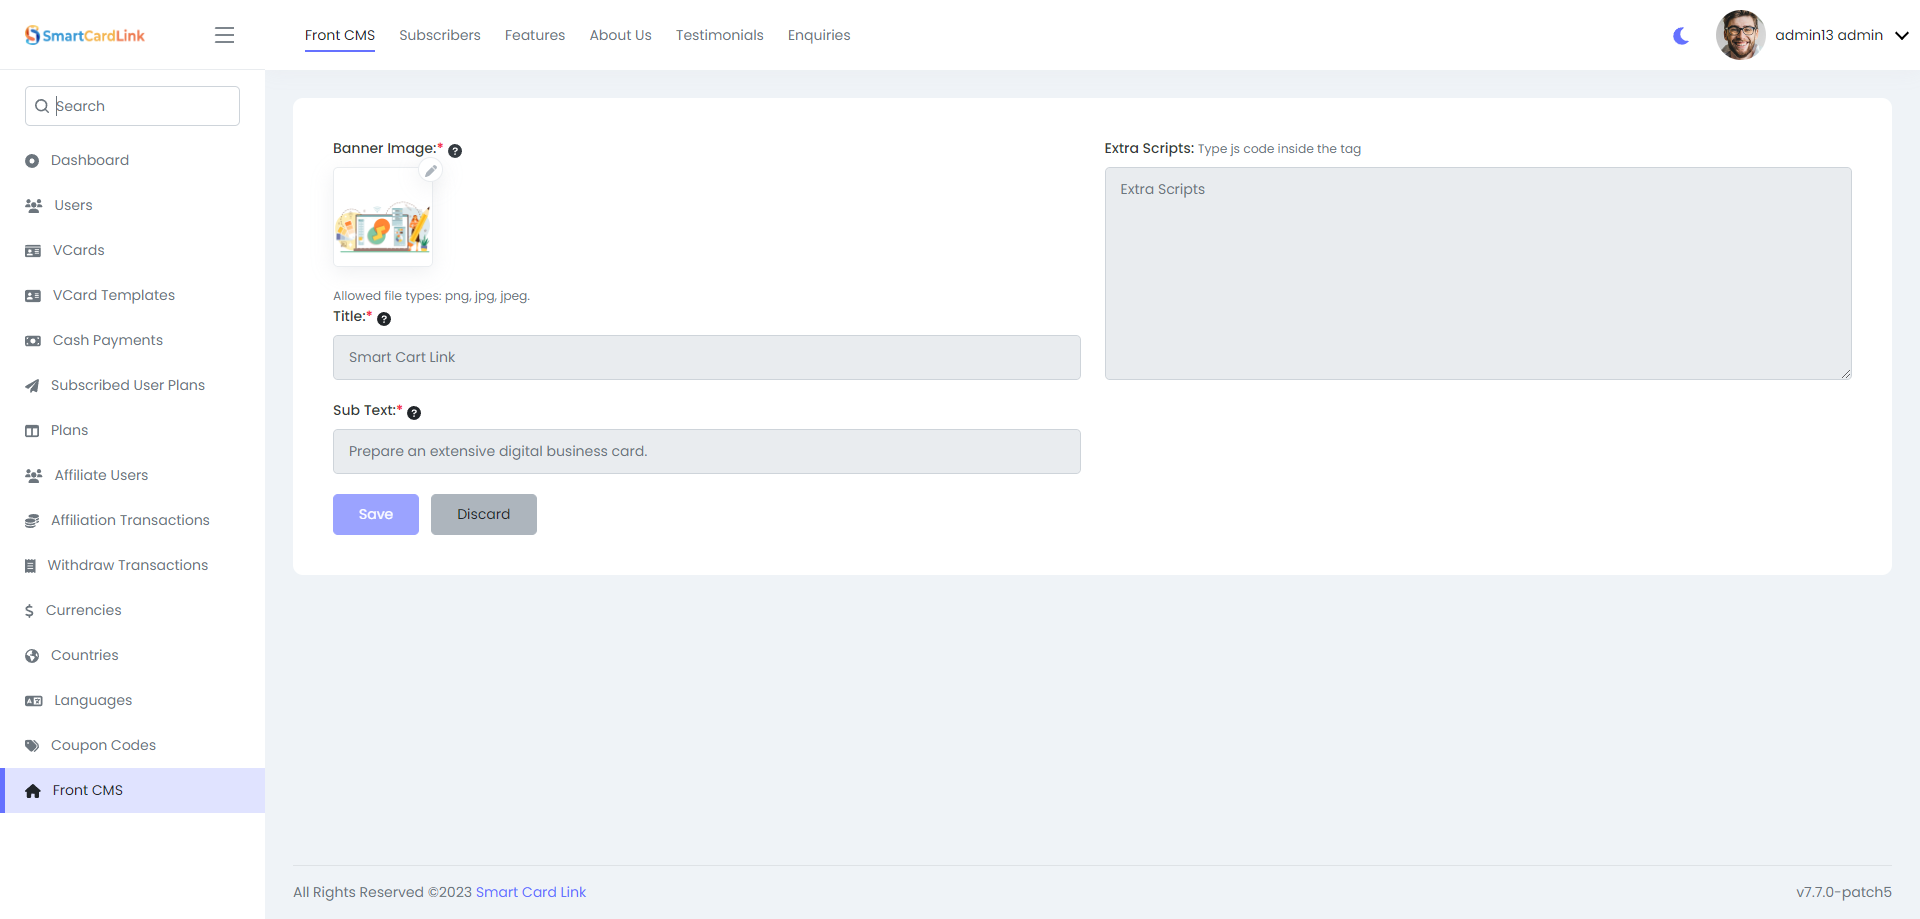 SmartCardLink
Front CMS
Subscribers
Features
About Us
Testimonials
Enquiries
admin13 admin
Search
Dashboard
Users
VCards
VCard Templates
Cash Payments
Subscribed User Plans
Plans
Affiliate Users
Affiliation Transactions
Withdraw Transactions
Currencies
Countries
Languages
Coupon Codes
Front CMS
Banner Image:*
Allowed file types: png, jpg, jpeg.
Title:*
Smart Cart Link
Sub Text:*
Prepare an extensive digital business card.
Save
Discard
Extra Scripts: Type js code inside the tag
Extra Scripts
All Rights Reserved ©2023 Smart Card Link
v7.7.0-patch5